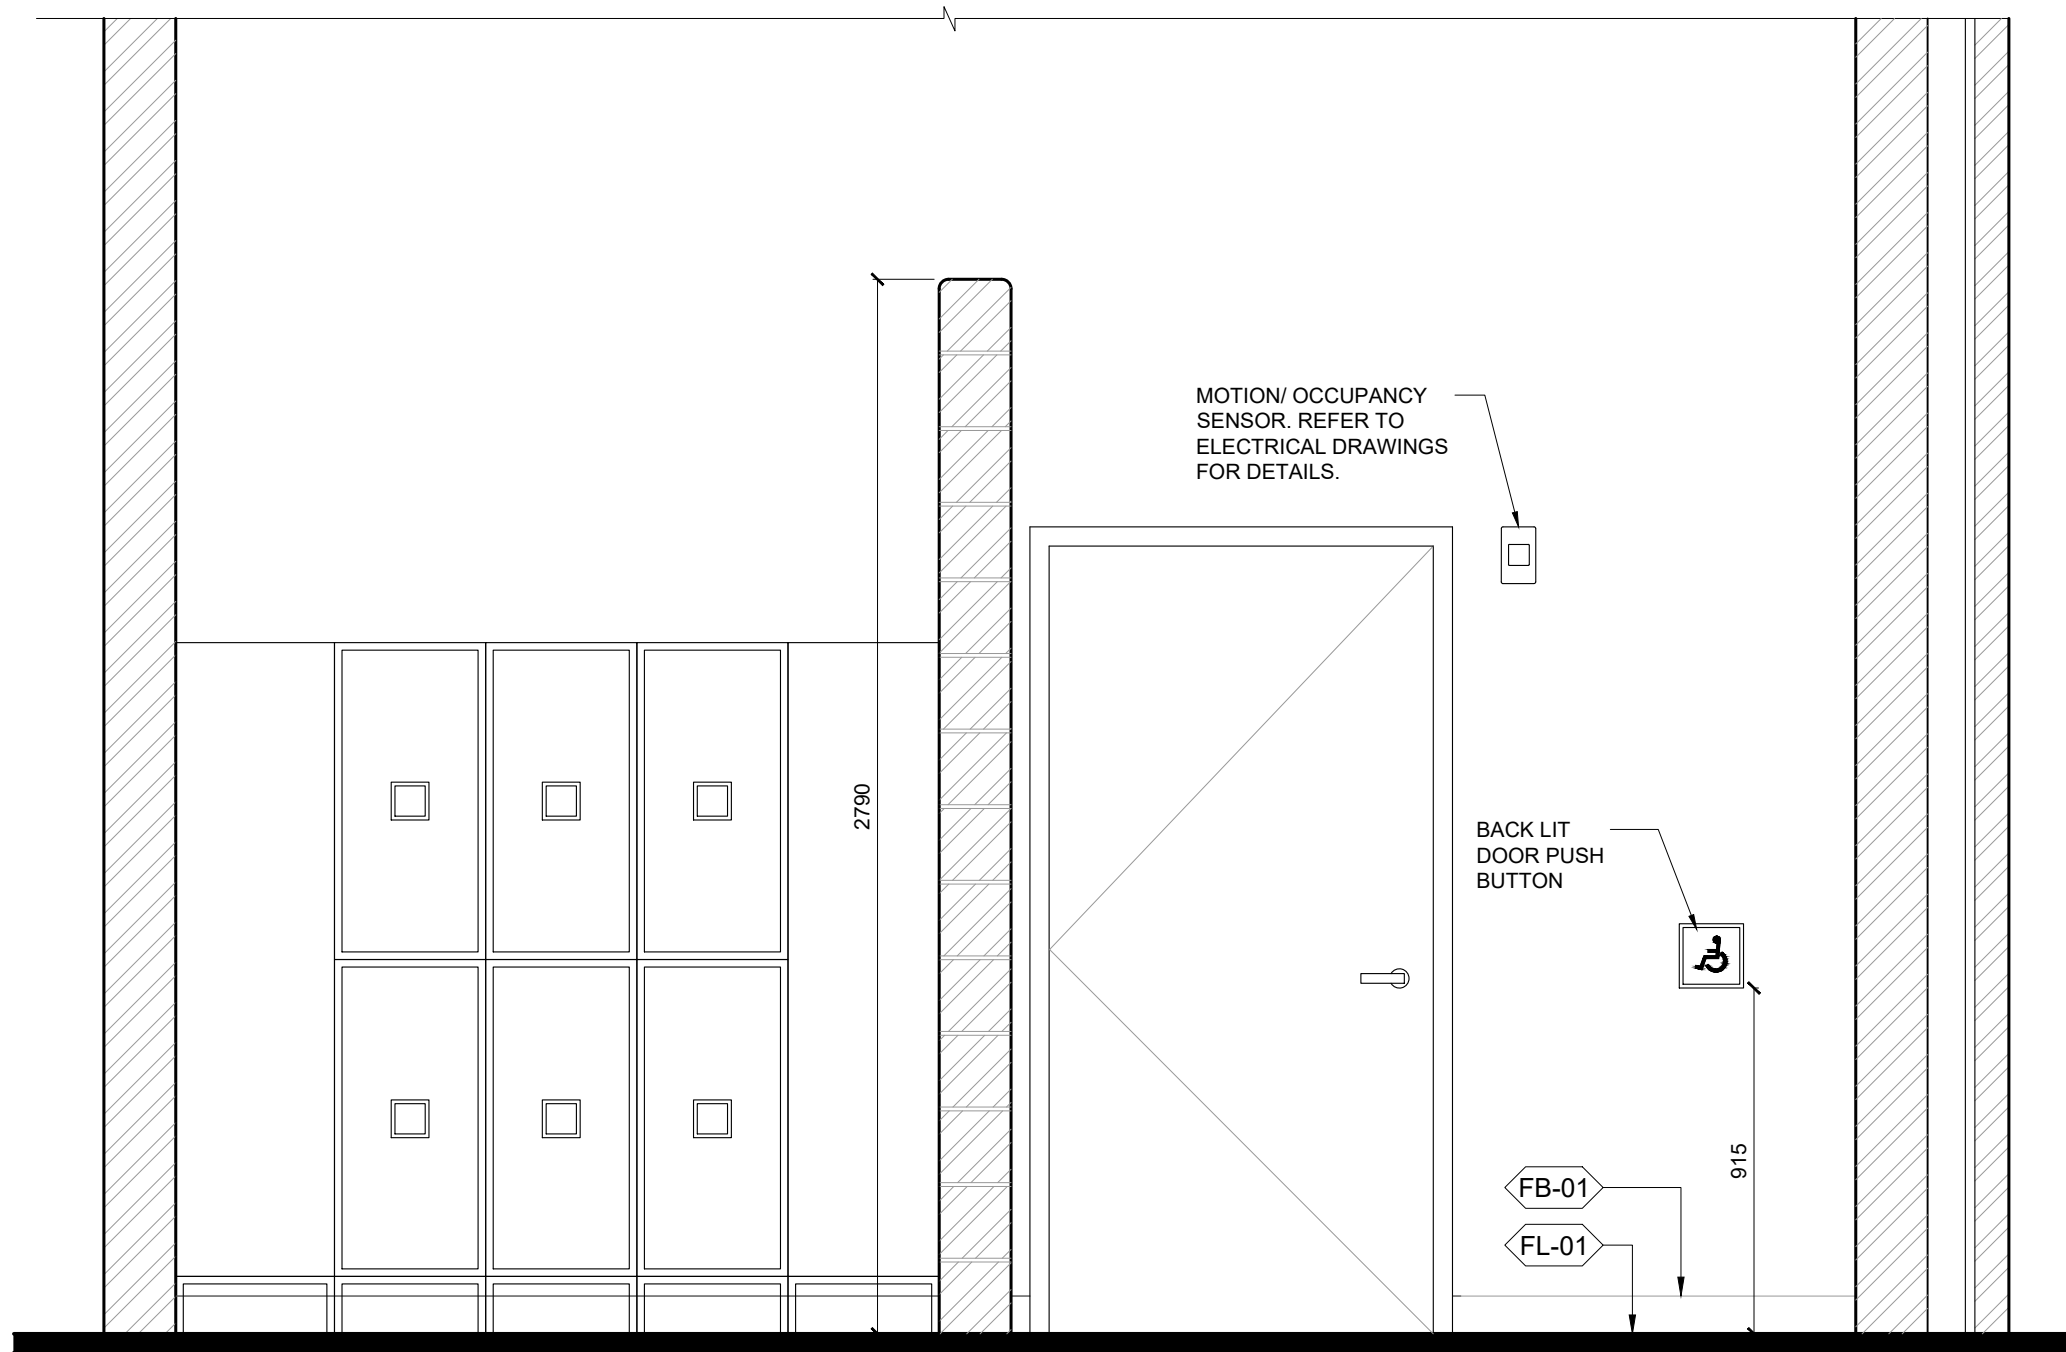 MOTION/ OCCUPANCY
SENSOR. REFER TO
ELECTRICAL DRAWINGS
FOR DETAILS.
2790
BACK LIT
DOOR PUSH
BUTTON
915
FB-01
FL-01